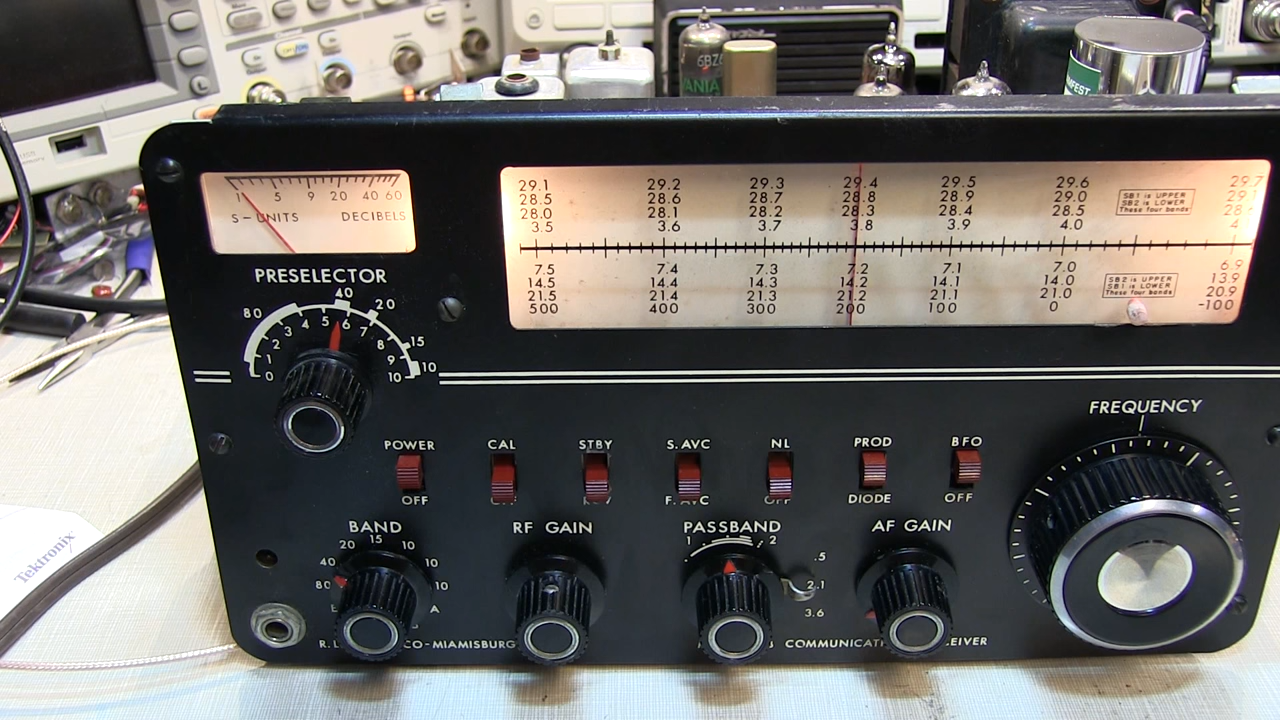 6BZ6
29.1 29.2 29.3 29.4 29.5 29.6 29.7
28.5 28.6 28.7 28.8 28.9 29.0
28.0 28.1 28.2 28.3 28.4 28.5
3.5 3.6 3.7 3.8 3.9 4.0
SB1 is UPPER
SB2 is LOWER
These four bands
1 5 9 20 40 60
S-UNITS DECIBELS
7.5 7.4 7.3 7.2 7.1 7.0 6.9
14.5 14.4 14.3 14.2 14.1 14.0 13.9
21.5 21.4 21.3 21.2 21.1 21.0 20.9
500 400 300 200 100 0 -100
SB2 is UPPER
SB1 is LOWER
These four bands
PRESELECTOR
80 40 20 15 10
0 1 2 3 4 5 6 7 8 9 10
FREQUENCY
POWER CAL STBY S.AVC NL PROD BFO
OFF F. AVC OFF DIODE OFF
BAND RF GAIN PASSBAND AF GAIN
80 40 20 15 10 10 10 A
1 2
.5
2.1
3.6
CO-MIAMISBURG
Tektronix